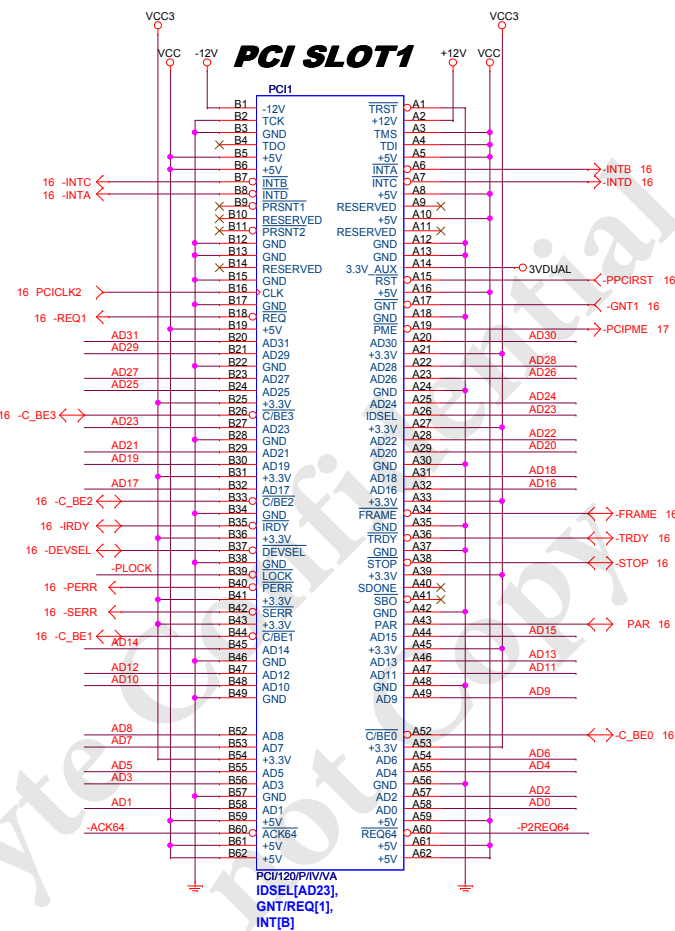 VCC3
VCC3
VCC -12V PCI SLOT1 +12V VCC
PCI1
B1 -12V TRST A1
B2 TCK +12V A2
B3 GND TMS A3
B4 TDO TDI A4
B5 +5V +5V A5
B6 +5V INTA A6 -INTB 16
16 -INTC B7 INTB INTC A7 -INTD 16
16 -INTA B8 INTD +5V A8
B9 PRSNT1 RESERVED A9
B10 RESERVED +5V A10
B11 PRSNT2 RESERVED A11
B12 GND GND A12
B13 GND GND A13
B14 RESERVED 3.3V_AUX A14 3VDUAL
B15 GND RST A15 -PPCIRST 16
16 PCICLK2 B16 CLK +5V A16
B17 GND GNT A17 -GNT1 16
16 -REQ1 B18 REQ GND A18
B19 +5V PME A19 -PCIPME 17
AD31 B20 AD31 AD30 A20 AD30
AD29 B21 AD29 +3.3V A21
B22 GND AD28 A22 AD28
AD27 B23 AD27 AD26 A23 AD26
AD25 B24 AD25 GND A24
B25 +3.3V AD24 A25 AD24
16 -C_BE3 B26 C/BE3 IDSEL A26 AD23
AD23 B27 AD23 +3.3V A27
B28 GND AD22 A28 AD22
AD21 B29 AD21 AD20 A29 AD20
AD19 B30 AD19 GND A30
B31 +3.3V AD18 A31 AD18
AD17 B32 AD17 AD16 A32 AD16
16 -C_BE2 B33 C/BE2 +3.3V A33
B34 GND FRAME A34 -FRAME 16
16 -IRDY B35 IRDY GND A35
B36 +3.3V TRDY A36 -TRDY 16
16 -DEVSEL B37 DEVSEL GND A37
B38 GND STOP A38 -STOP 16
-PLOCK B39 LOCK +3.3V A39
16 -PERR B40 PERR SDONE A40
B41 +3.3V SBO A41
16 -SERR B42 SERR GND A42
B43 +3.3V PAR A43 PAR 16
16 -C_BE1 B44 C/BE1 AD15 A44 AD15
AD14 B45 AD14 +3.3V A45
B46 GND AD13 A46 AD13
AD12 B47 AD12 AD11 A47 AD11
AD10 B48 AD10 GND A48
B49 GND AD9 A49 AD9
AD8 B52 AD8 C/BE0 A52 -C_BE0 16
AD7 B53 AD7 +3.3V A53
B54 +3.3V AD6 A54 AD6
AD5 B55 AD5 AD4 A55 AD4
AD3 B56 AD3 GND A56
B57 GND AD2 A57 AD2
AD1 B58 AD1 AD0 A58 AD0
B59 +5V +5V A59
-ACK64 B60 ACK64 REQ64 A60 -P2REQ64
B61 +5V +5V A61
B62 +5V +5V A62
PCI/120/P/IV/VA
IDSEL[AD23],
GNT/REQ[1],
INT[B]
yte Confidential
not Copy